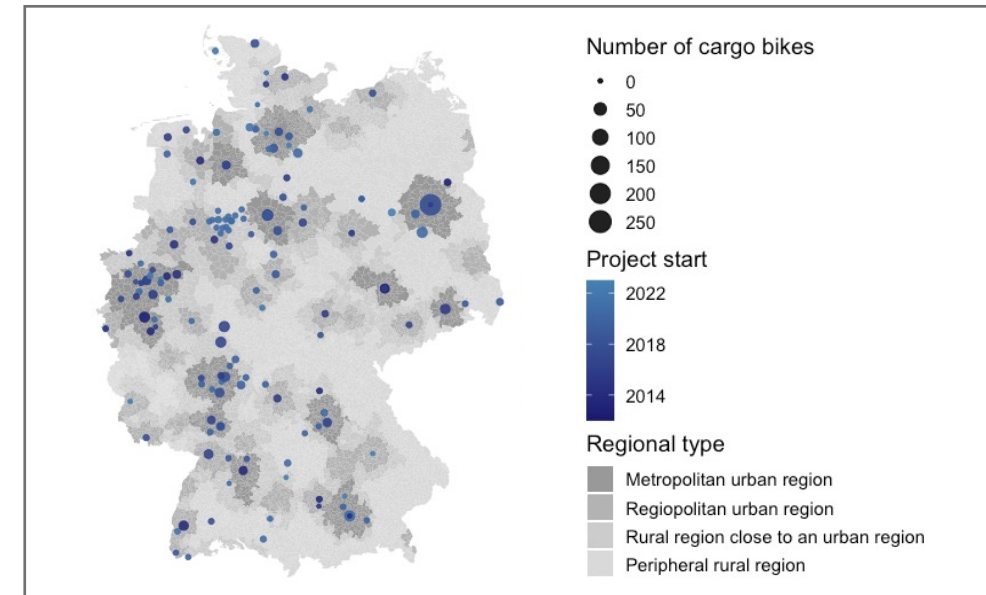 Number of cargo bikes
0
50
100
150
200
250
Project start
2022
2018
2014
Regional type
Metropolitan urban region
Regiopolitan urban region
Rural region close to an urban region
Peripheral rural region